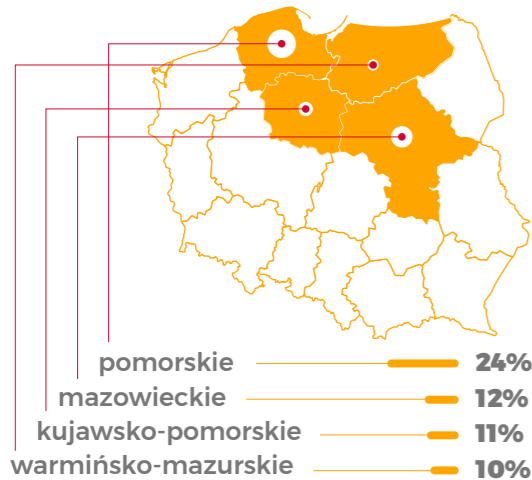 pomorskie 24%
mazowieckie 12%
kujawsko-pomorskie 11%
warmińsko-mazurskie 10%